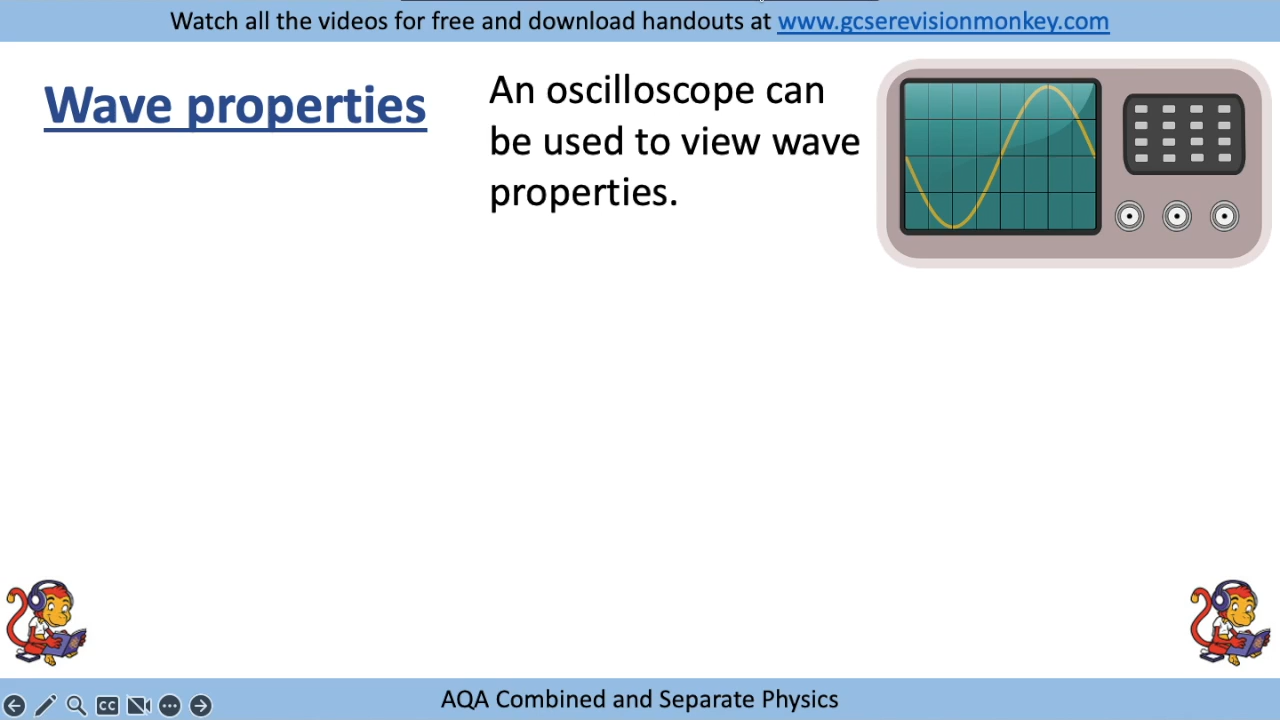 Watch all the videos for free and download handouts at www.gcserevisionmonkey.com
Wave properties
An oscilloscope can
be used to view wave
properties.
CC
AQA Combined and Separate Physics